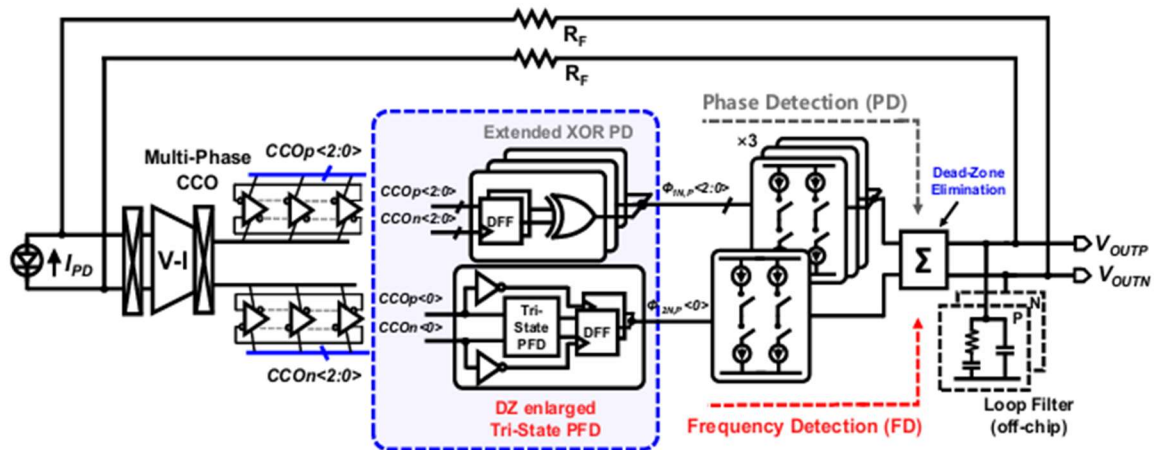 R_F
R_F
Phase Detection (PD)
Extended XOR PD
×3
Multi-Phase
CCO
CCOp<2:0>
Dead-Zone
Elimination
CCOp<2:0>
CCOn<2:0>
DFF
Φ_1N,P<2:0>
I_PD
V-I
Σ
V_OUTP
V_OUTN
CCOp<0>
CCOn<0>
Tri-
State
PFD
DFF
Φ_2N,P<0>
N
P
CCOn<2:0>
DZ enlarged
Tri-State PFD
Frequency Detection (FD)
Loop Filter
(off-chip)